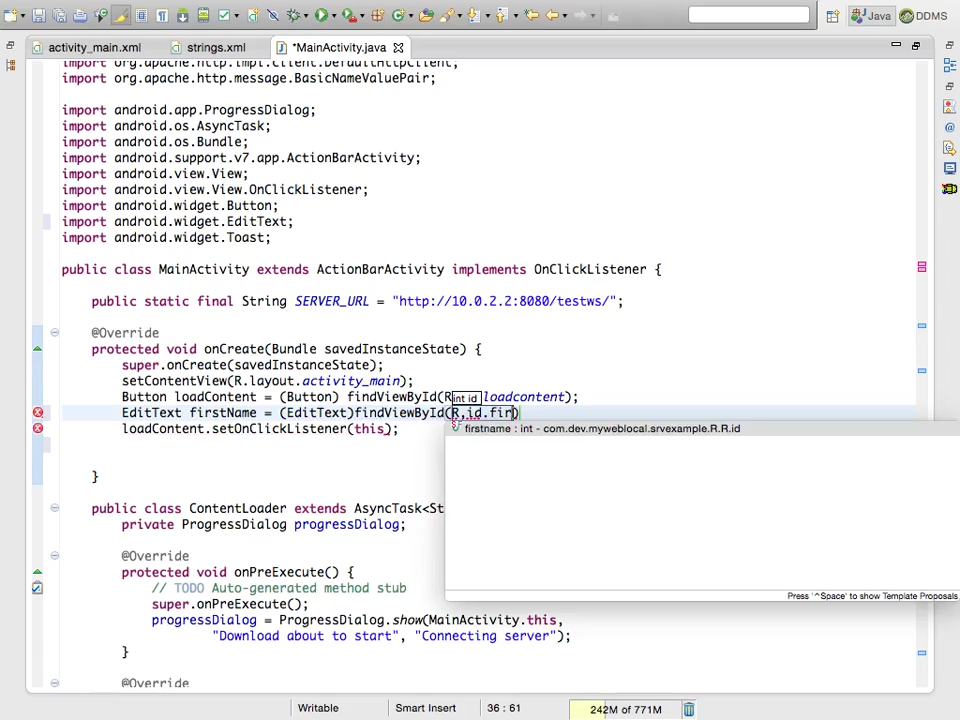 Java
DDMS
activity_main.xml
strings.xml
*MainActivity.java
import org.apache.http.impl.client.DefaultHttpClient;
import org.apache.http.message.BasicNameValuePair;
import android.app.ProgressDialog;
import android.os.AsyncTask;
import android.os.Bundle;
import android.support.v7.app.ActionBarActivity;
import android.view.View;
import android.view.View.OnClickListener;
import android.widget.Button;
import android.widget.EditText;
import android.widget.Toast;
public class MainActivity extends ActionBarActivity implements OnClickListener {
public static final String SERVER_URL = "http://10.0.2.2:8080/testws/";
@Override
protected void onCreate(Bundle savedInstanceState) {
super.onCreate(savedInstanceState);
setContentView(R.layout.activity_main);
Button loadContent = (Button) findViewById(R int id loadcontent);
EditText firstName = (EditText)findViewById(R,id.fir)
firstname : int - com.dev.myweblocal.srvexample.R.R.id
loadContent.setOnClickListener(this);
}
public class ContentLoader extends AsyncTask<St
private ProgressDialog progressDialog;
@Override
protected void onPreExecute() {
// TODO Auto-generated method stub
Press '^Space' to show Template Proposals
super.onPreExecute();
progressDialog = ProgressDialog.show(MainActivity.this,
"Download about to start", "Connecting server");
}
@Override
Writable
Smart Insert
36 : 61
242M of 771M